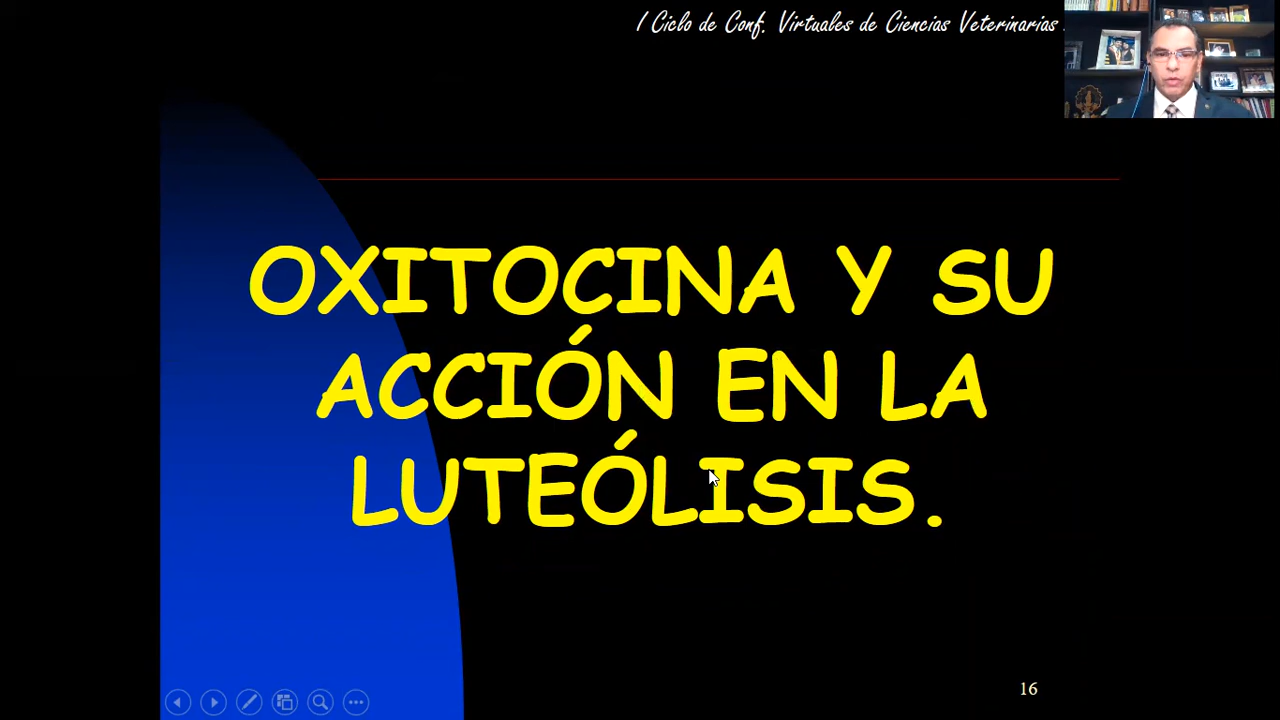 I Ciclo de Conf. Virtuales de Ciencias Veterinarias
OXITOCINA Y SU
ACCIÓN EN LA
LUTEÓLISIS.
16